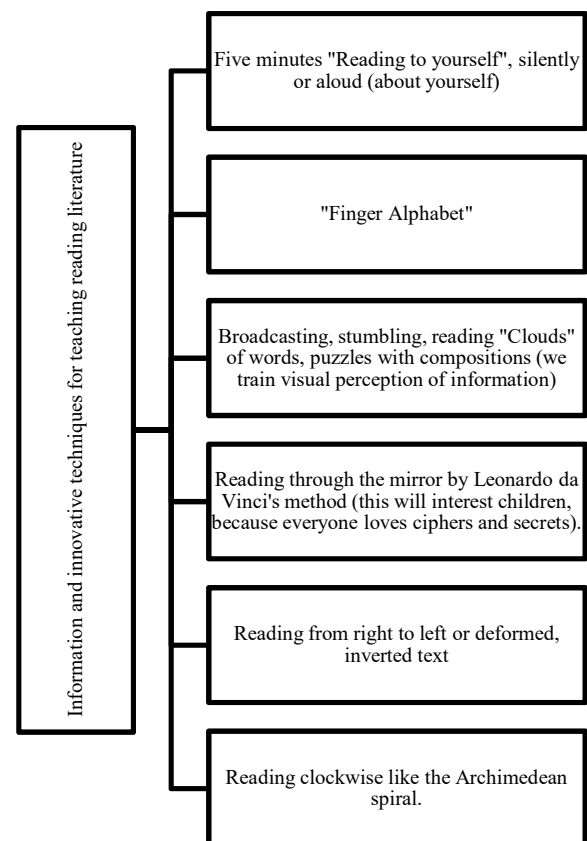 Information and innovative techniques for teaching reading literature
Five minutes "Reading to yourself", silently
or aloud (about yourself)
"Finger Alphabet"
Broadcasting, stumbling, reading "Clouds"
of words, puzzles with compositions (we
train visual perception of information)
Reading through the mirror by Leonardo da
Vinci's method (this will interest children,
because everyone loves ciphers and secrets).
Reading from right to left or deformed,
inverted text
Reading clockwise like the Archimedean
spiral.